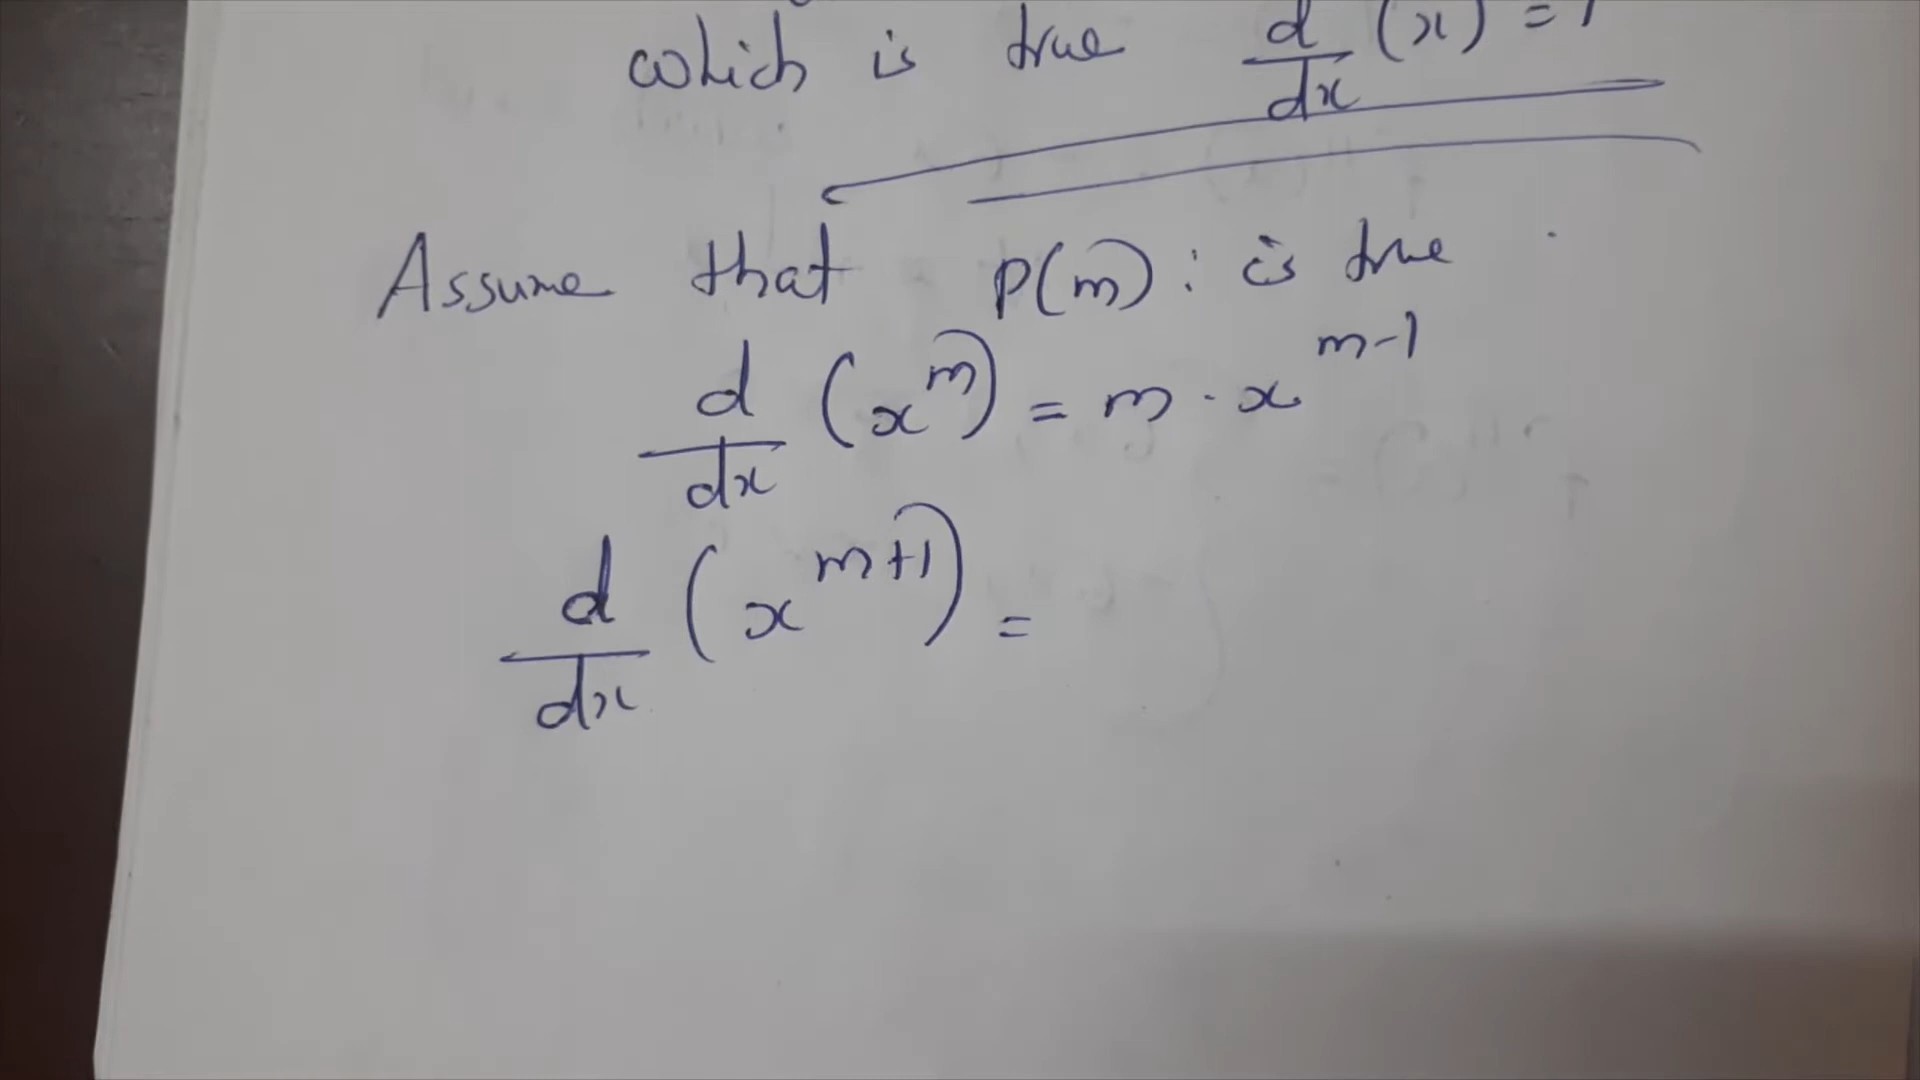 which is true d/dx (x) = 1
Assume that P(m) : is true
d/dx (x^m) = m · x^{m-1}
d/dx (x^{m+1}) =